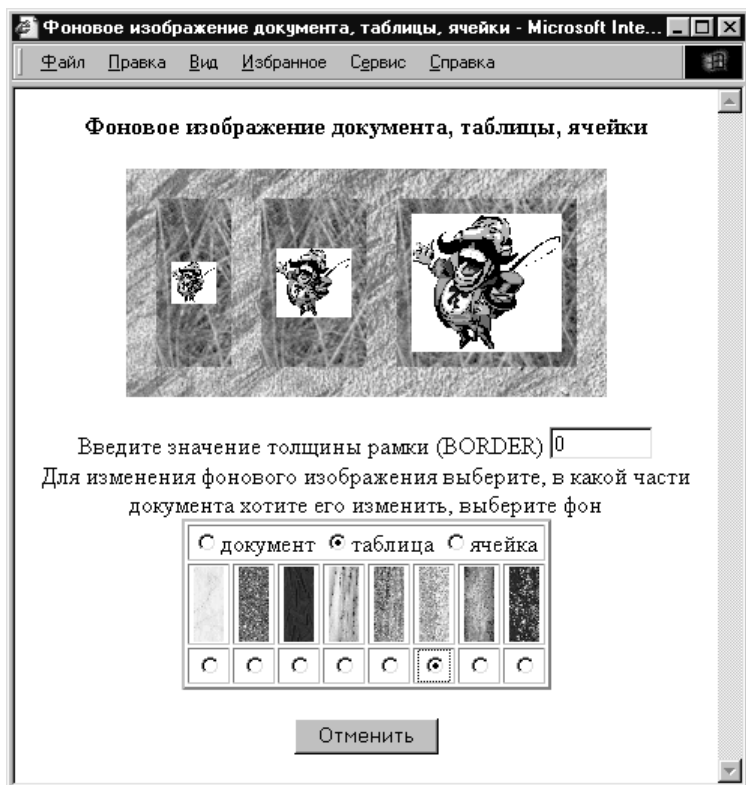 Фоновое изображение документа, таблицы, ячейки - Microsoft Inte...
Файл Правка Вид Избранное Сервис Справка
Фоновое изображение документа, таблицы, ячейки
Введите значение толщины рамки (BORDER) 0
Для изменения фонового изображения выберите, в какой части
документа хотите его изменить, выберите фон
документ таблица ячейка
Отменить